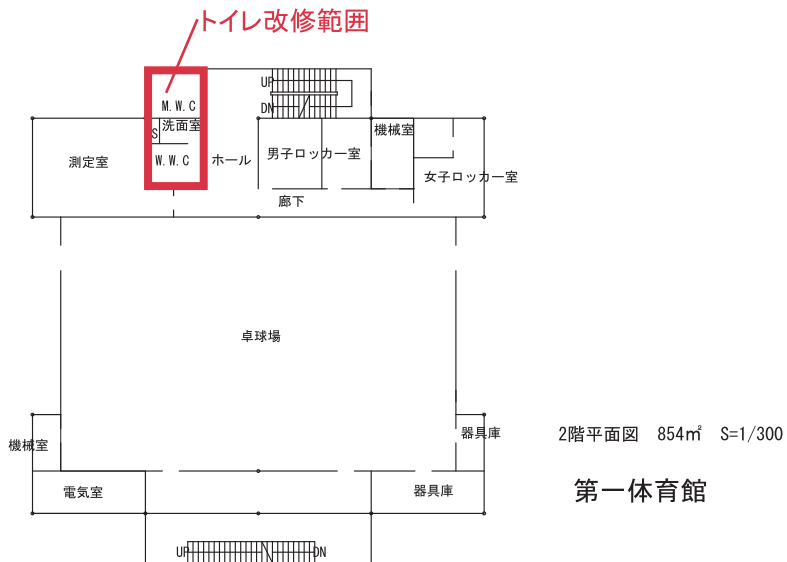 トイレ改修範囲
UP
DN
M.W.C
洗面室
S
W.W.C
測定室
ホール
男子ロッカー室
機械室
女子ロッカー室
廊下
卓球場
機械室
器具庫
2階平面図 854㎡ S=1/300
電気室
器具庫
第一体育館
UP
DN